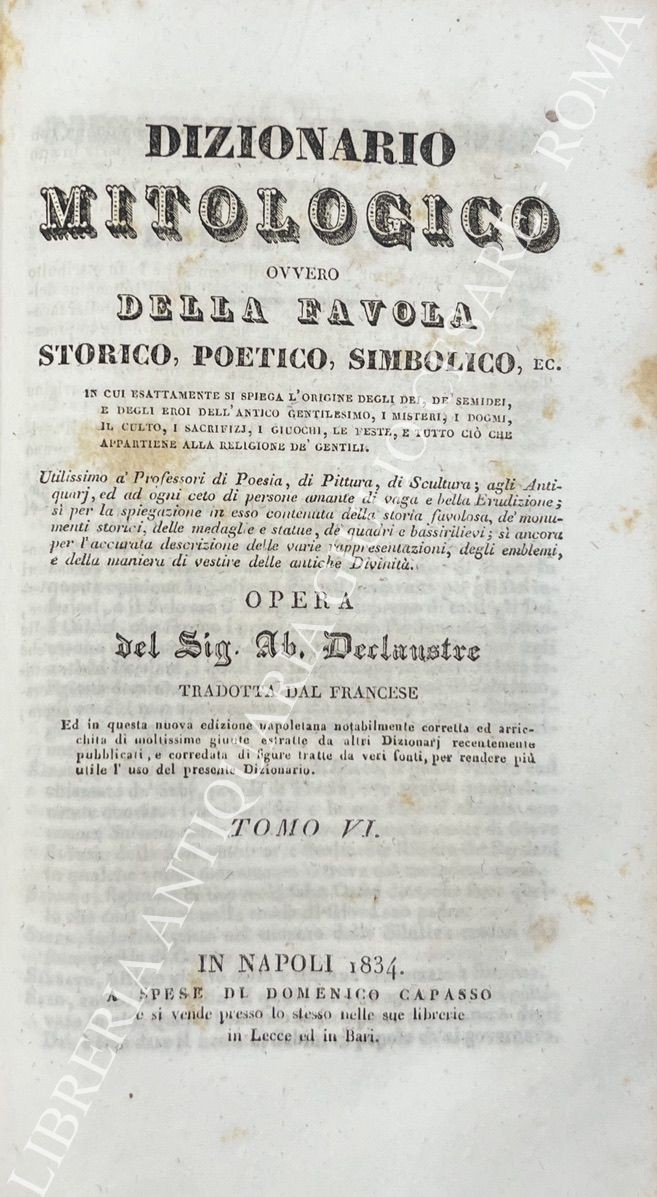 DIZIONARIO
MITOLOGICO
OVVERO
DELLA FAVOLA
STORICO, POETICO, SIMBOLICO, EC.
IN CUI ESATTAMENTE SI SPIEGA L'ORIGINE DEGLI DEI, DE' SEMIDEI,
E DEGLI EROI DELL'ANTICO GENTILESIMO, I MISTERI, I DOGMI,
IL CULTO, I SACRIFIZJ, I GIUOCHI, LE FESTE, E TUTTO CIÒ CHE
APPARTIENE ALLA RELIGIONE DE' GENTILI.
Utilissimo a' Professori di Poesia, di Pittura, di Scultura; agli Anti-
quarj, ed ad ogni ceto di persone amante di vaga e bella Erudizione;
sì per la spiegazione in esso contenuta della storia favolosa, de' monu-
menti storici, delle medaglie e statue, de' quadri e bassirilievi; sì ancora
per l'accurata descrizione delle varie rappresentazioni, degli emblemi,
e della maniera di vestire delle antiche Divinità.
OPERA
del Sig. Ab. Declaustre
TRADOTTA DAL FRANCESE
Ed in questa nuova edizione napoletana notabilmente corretta ed arric-
chita di moltissime giunte estratte da altri Dizionarj recentemente
pubblicati, e corredata di figure tratte da veri fonti, per rendere più
utile l' uso del presente Dizionario.
TOMO VI.
IN NAPOLI 1834.
A SPESE DI DOMENICO CAPASSO
e si vende presso lo stesso nelle sue librerie
in Lecce ed in Bari.
LIBRERIA ANTIQUARIA GIULIO CESARE - ROMA